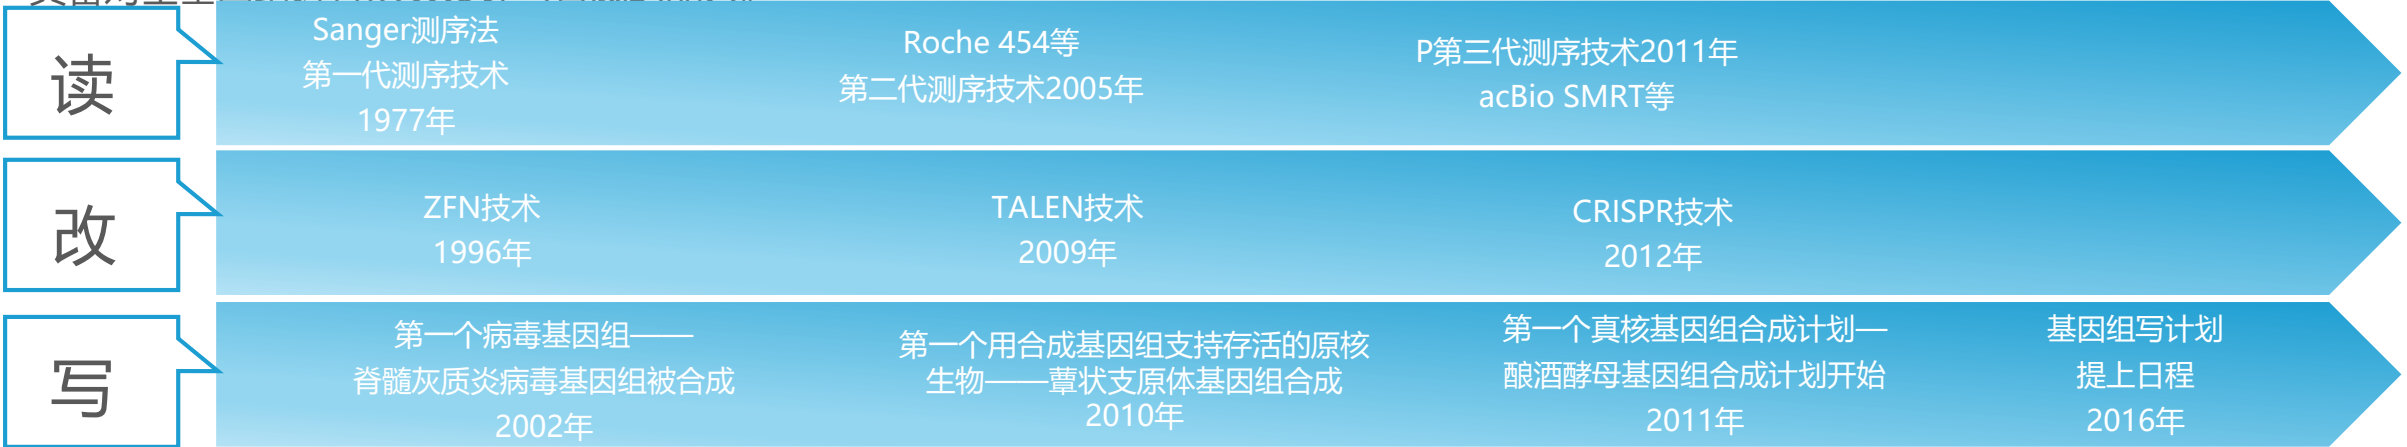 读
Sanger测序法
第一代测序技术
1977年
Roche 454等
第二代测序技术2005年
P第三代测序技术2011年
acBio SMRT等
改
ZFN技术
1996年
TALEN技术
2009年
CRISPR技术
2012年
写
第一个病毒基因组——
脊髓灰质炎病毒基因组被合成
2002年
第一个用合成基因组支持存活的原核
生物——蕈状支原体基因组合成
2010年
第一个真核基因组合成计划—
酿酒酵母基因组合成计划开始
2011年
基因组写计划
提上日程
2016年